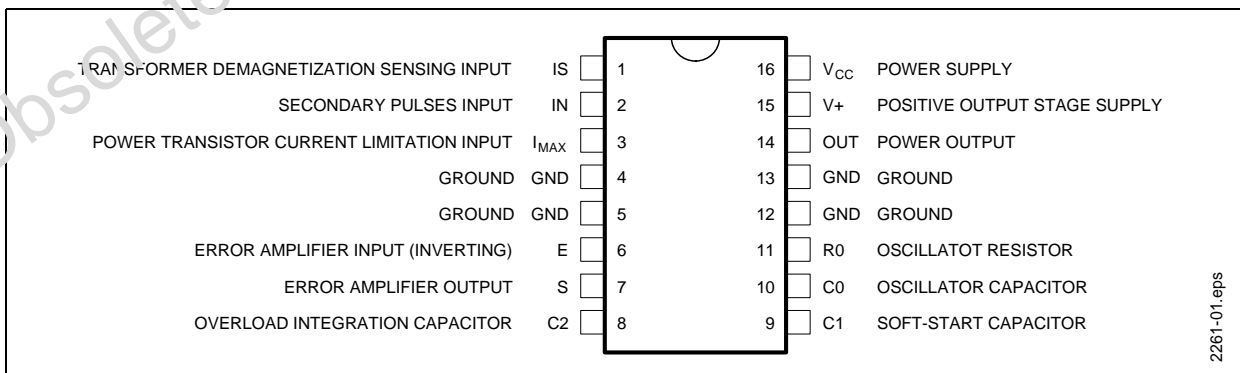 Obsolete
TRANSFORMER DEMAGNETIZATION SENSING INPUT IS 1 16 VCC POWER SUPPLY
SECONDARY PULSES INPUT IN 2 15 V+ POSITIVE OUTPUT STAGE SUPPLY
POWER TRANSISTOR CURRENT LIMITATION INPUT IMAX 3 14 OUT POWER OUTPUT
GROUND GND 4 13 GND GROUND
GROUND GND 5 12 GND GROUND
ERROR AMPLIFIER INPUT (INVERTING) E 6 11 R0 OSCILLATOT RESISTOR
ERROR AMPLIFIER OUTPUT S 7 10 C0 OSCILLATOR CAPACITOR
OVERLOAD INTEGRATION CAPACITOR C2 8 9 C1 SOFT-START CAPACITOR
2261-01.eps